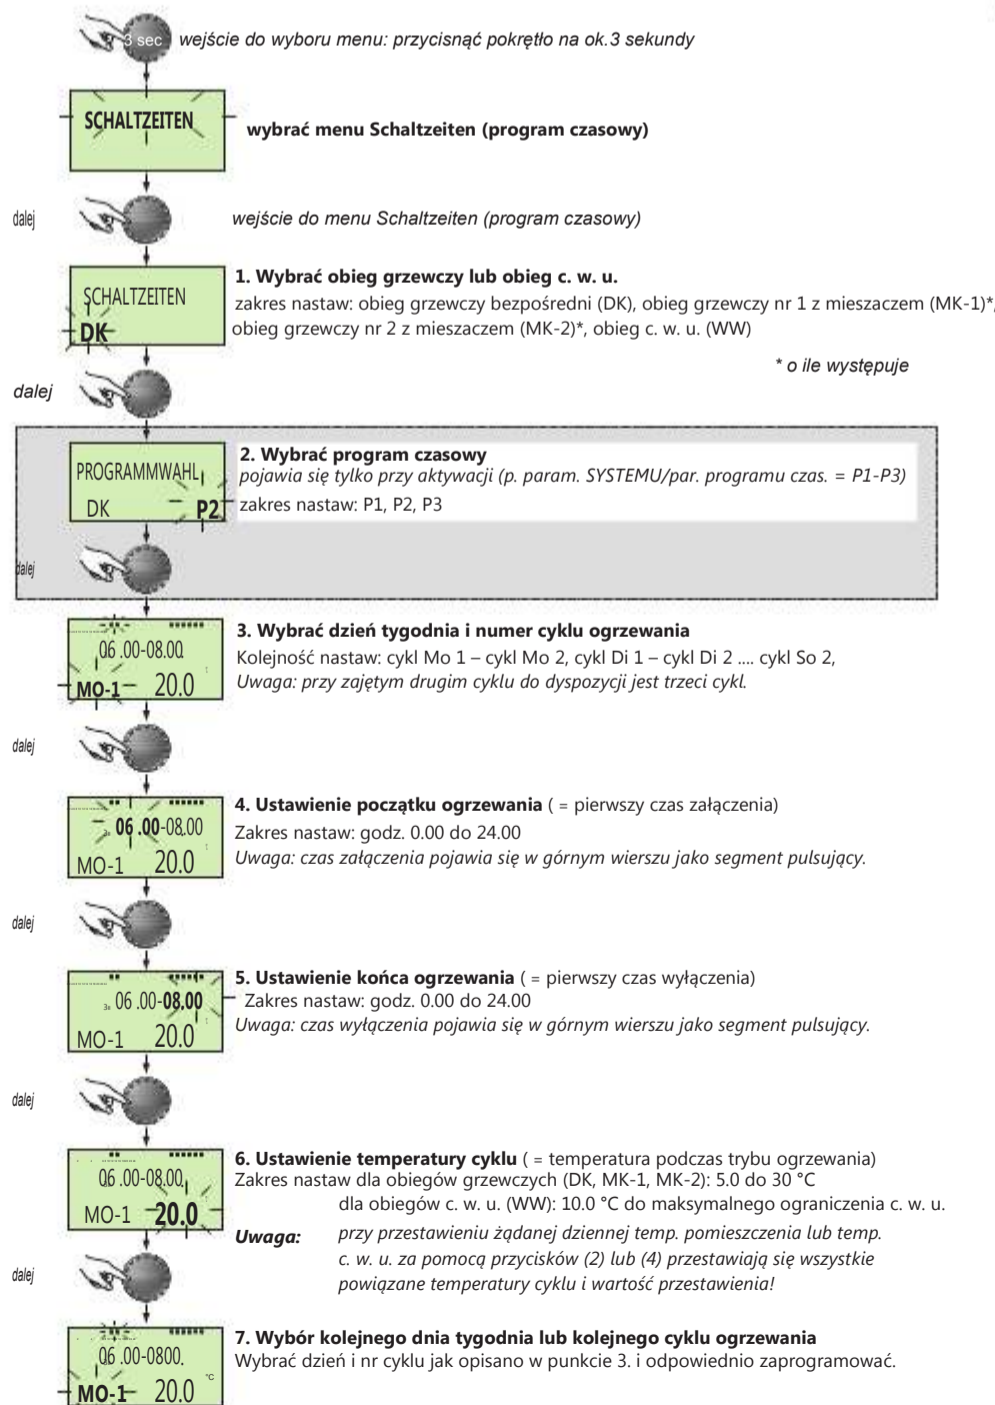 3 sec wejście do wyboru menu: przycisnąć pokrętło na ok.3 sekundy
SCHALTZEITEN
wybrać menu Schaltzeiten (program czasowy)
dalej
wejście do menu Schaltzeiten (program czasowy)
SCHALTZEITEN
DK
1. Wybrać obieg grzewczy lub obieg c. w. u.
zakres nastaw: obieg grzewczy bezpośredni (DK), obieg grzewczy nr 1 z mieszaczem (MK-1)*,
obieg grzewczy nr 2 z mieszaczem (MK-2)*, obieg c. w. u. (WW)
* o ile występuje
dalej
PROGRAMMWAHL
DK P2
2. Wybrać program czasowy
pojawia się tylko przy aktywacji (p. param. SYSTEMU/par. programu czas. = P1-P3)
zakres nastaw: P1, P2, P3
dalej
06 .00-08.00
MO-1 20.0
3. Wybrać dzień tygodnia i numer cyklu ogrzewania
Kolejność nastaw: cykl Mo 1 – cykl Mo 2, cykl Di 1 – cykl Di 2 .... cykl So 2,
Uwaga: przy zajętym drugim cyklu do dyspozycji jest trzeci cykl.
dalej
06 .00-08.00
MO-1 20.0
4. Ustawienie początku ogrzewania ( = pierwszy czas załączenia)
Zakres nastaw: godz. 0.00 do 24.00
Uwaga: czas załączenia pojawia się w górnym wierszu jako segment pulsujący.
dalej
06 .00-08.00
MO-1 20.0
5. Ustawienie końca ogrzewania ( = pierwszy czas wyłączenia)
Zakres nastaw: godz. 0.00 do 24.00
Uwaga: czas wyłączenia pojawia się w górnym wierszu jako segment pulsujący.
dalej
06 .00-08.00
MO-1 20.0
6. Ustawienie temperatury cyklu ( = temperatura podczas trybu ogrzewania)
Zakres nastaw dla obiegów grzewczych (DK, MK-1, MK-2): 5.0 do 30 °C
dla obiegów c. w. u. (WW): 10.0 °C do maksymalnego ograniczenia c. w. u.
Uwaga: przy przestawieniu żądanej dziennej temp. pomieszczenia lub temp.
c. w. u. za pomocą przycisków (2) lub (4) przestawiają się wszystkie
powiązane temperatury cyklu i wartość przestawienia!
dalej
06 .00-0800.
MO-1 20.0 °C
7. Wybór kolejnego dnia tygodnia lub kolejnego cyklu ogrzewania
Wybrać dzień i nr cyklu jak opisano w punkcie 3. i odpowiednio zaprogramować.